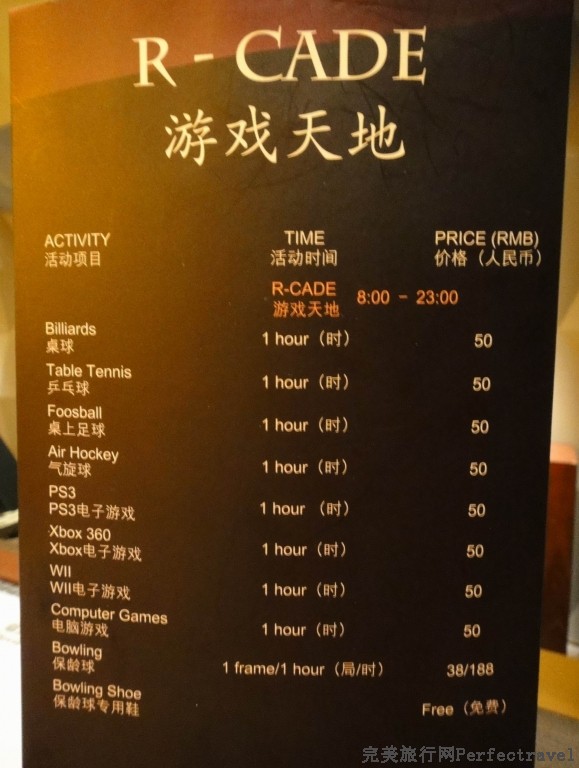 R - CADE
游戏天地
ACTIVITY TIME PRICE (RMB)
活动项目 活动时间 价格（人民币）
R-CADE 8:00 - 23:00
游戏天地
Billiards
桌球 1 hour（时） 50
Table Tennis
乒乓球 1 hour（时） 50
Foosball
桌上足球 1 hour（时） 50
Air Hockey
气旋球 1 hour（时） 50
PS3
PS3电子游戏 1 hour（时） 50
Xbox 360
Xbox电子游戏 1 hour（时） 50
WII
WII电子游戏 1 hour（时） 50
Computer Games
电脑游戏 1 hour（时） 50
Bowling
保龄球 1 frame/1 hour（局/时） 38/188
Bowling Shoe
保龄球专用鞋 Free（免费）
完美旅行网Perfectravel